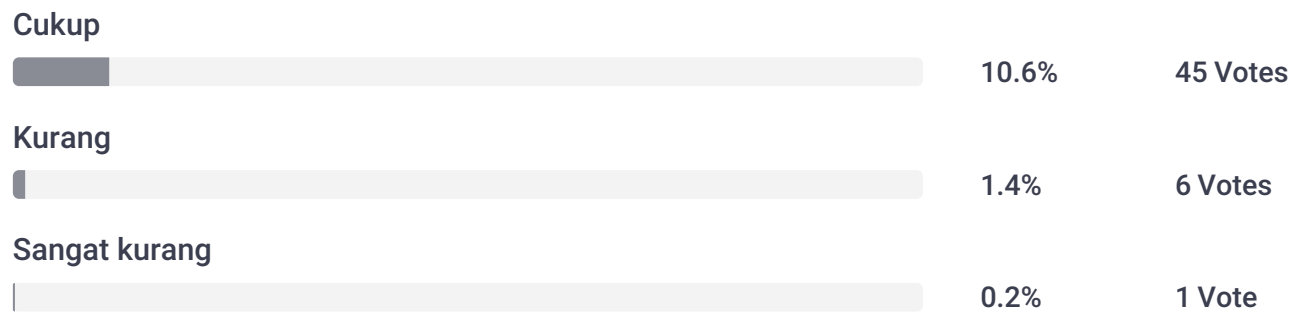 Cukup
10.6% 45 Votes
Kurang
1.4% 6 Votes
Sangat kurang
0.2% 1 Vote